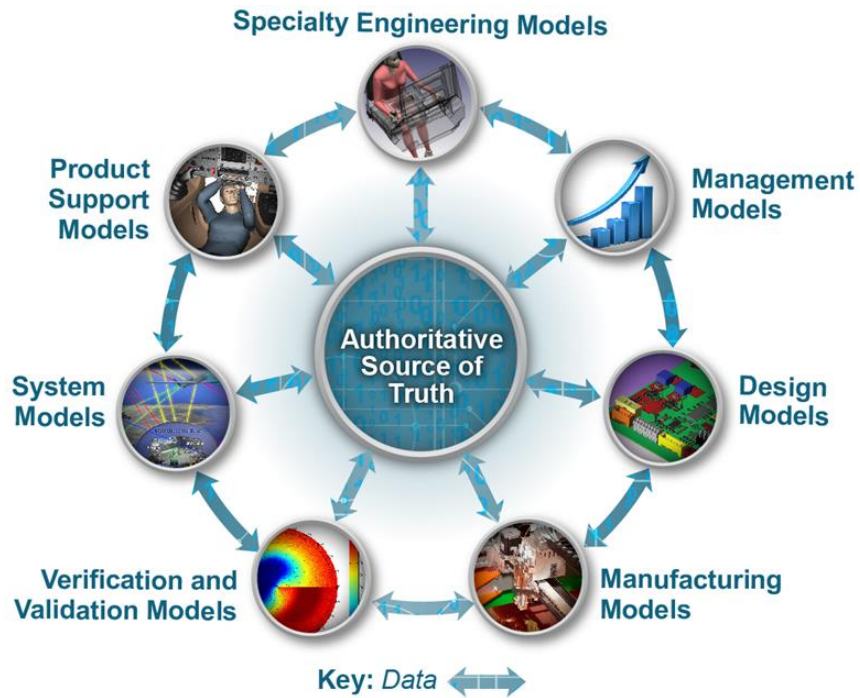 Specialty Engineering Models
Product
Support
Models
Management
Models
Authoritative
Source of
Truth
System
Models
Design
Models
Verification and
Validation Models
Manufacturing
Models
Key: Data